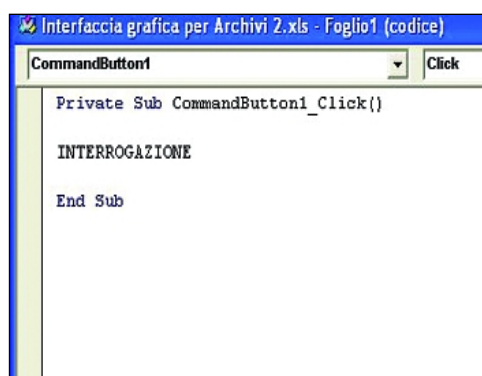 Interfaccia grafica per Archivi 2.xls - Foglio1 (codice)
CommandButton1 Click
Private Sub CommandButton1_Click()
INTERROGAZIONE
End Sub